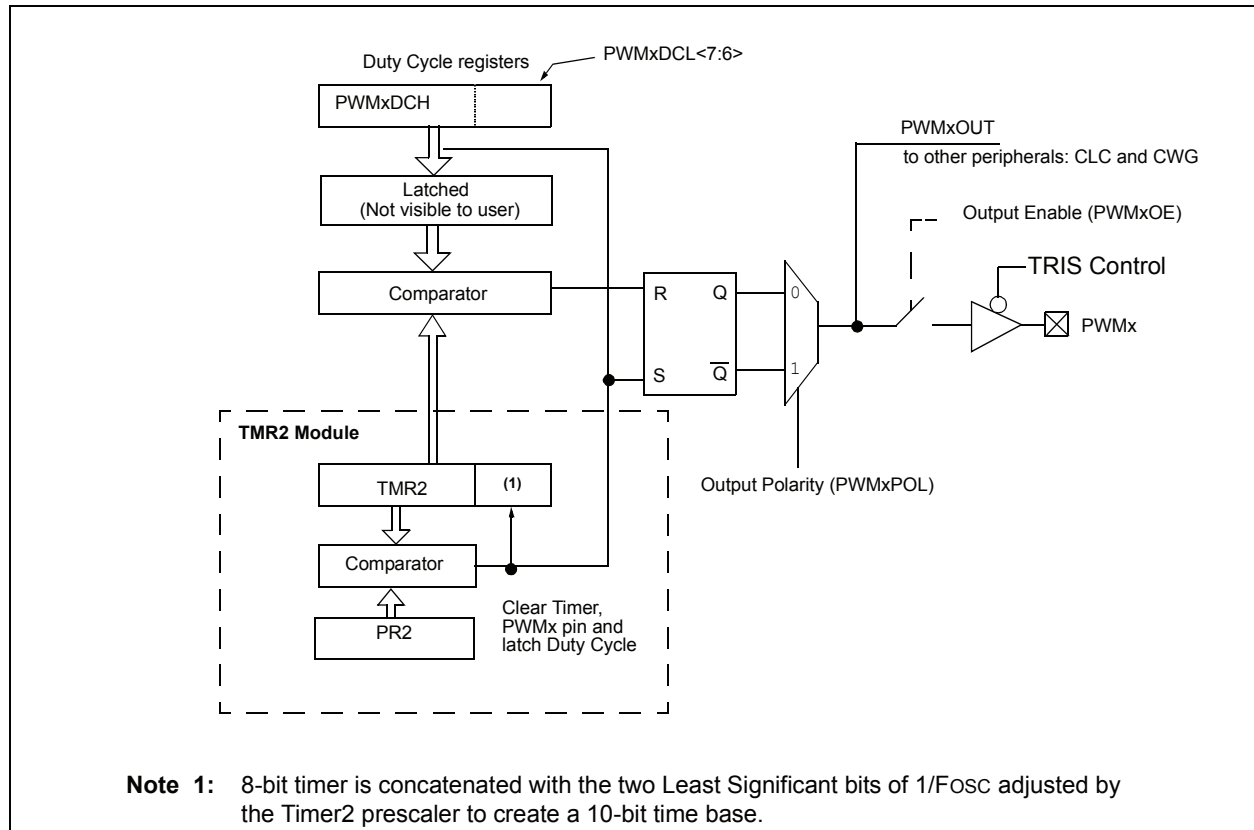 Duty Cycle registers
PWMxDCL<7:6>
PWMxDCH
PWMxOUT
to other peripherals: CLC and CWG
Latched
(Not visible to user)
Output Enable (PWMxOE)
TRIS Control
Comparator
R
Q
0
PWMx
S
Q
1
TMR2 Module
Output Polarity (PWMxPOL)
TMR2
(1)
Comparator
Clear Timer,
PWMx pin and
latch Duty Cycle
PR2
Note 1: 8-bit timer is concatenated with the two Least Significant bits of 1/FOSC adjusted by
the Timer2 prescaler to create a 10-bit time base.